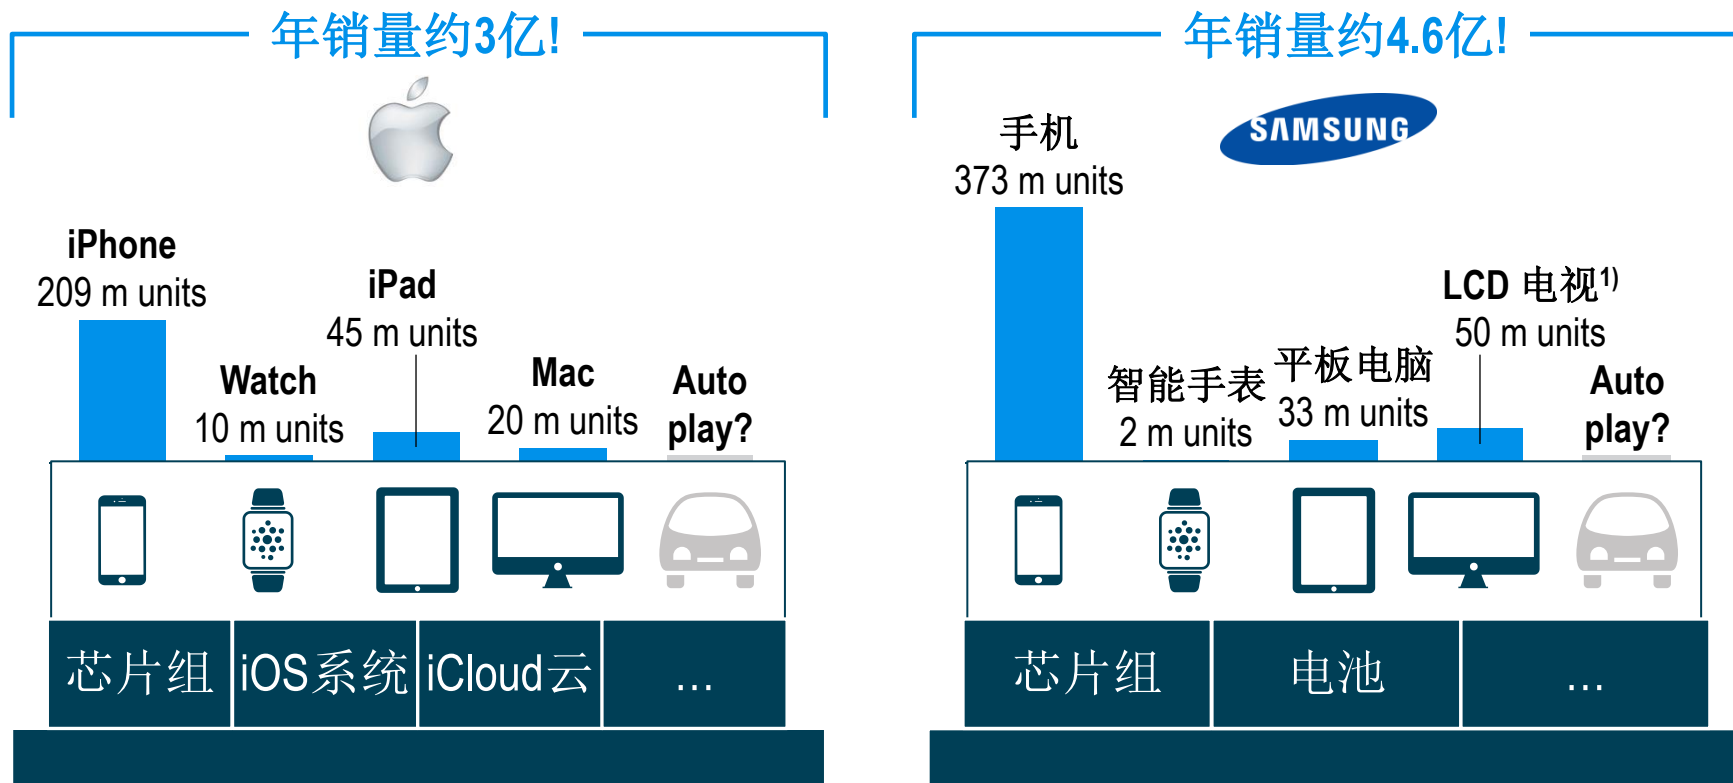 年销量约3亿!
iPhone
209 m units
Watch
10 m units
iPad
45 m units
Mac
20 m units
Auto
play?
芯片组
iOS系统
iCloud云
...
年销量约4.6亿!
SAMSUNG
手机
373 m units
智能手表
2 m units
平板电脑
33 m units
LCD 电视1)
50 m units
Auto
play?
芯片组
电池
...